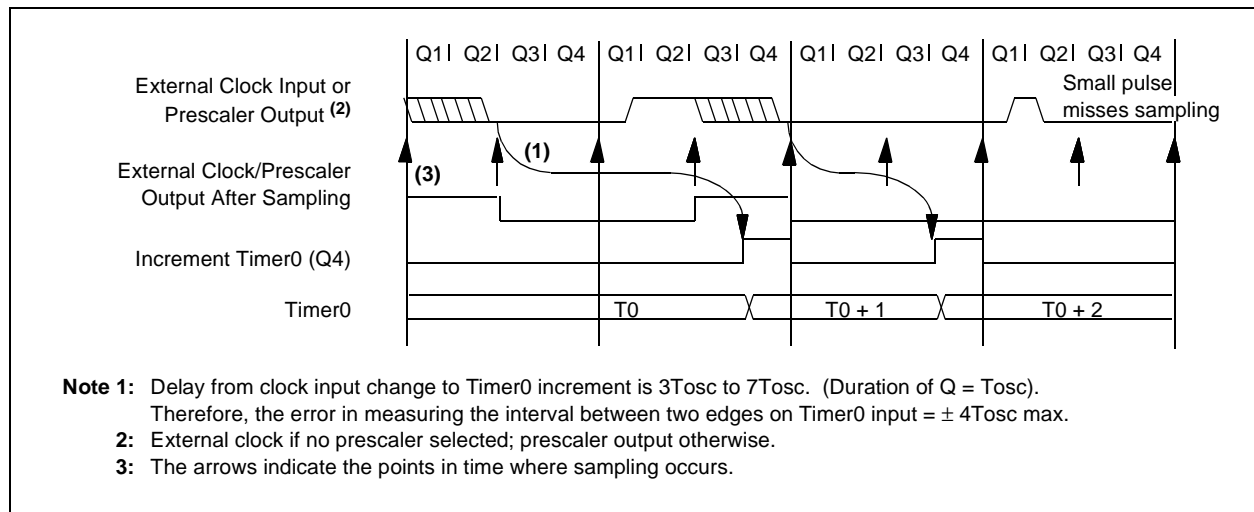 Q1| Q2| Q3| Q4 Q1| Q2| Q3| Q4 Q1| Q2| Q3| Q4 Q1| Q2| Q3| Q4
External Clock Input or
Prescaler Output (2)
Small pulse
misses sampling
(1)
(3)
External Clock/Prescaler
Output After Sampling
Increment Timer0 (Q4)
Timer0 T0 T0 + 1 T0 + 2
Note 1: Delay from clock input change to Timer0 increment is 3Tosc to 7Tosc. (Duration of Q = Tosc).
Therefore, the error in measuring the interval between two edges on Timer0 input = ± 4Tosc max.
2: External clock if no prescaler selected; prescaler output otherwise.
3: The arrows indicate the points in time where sampling occurs.